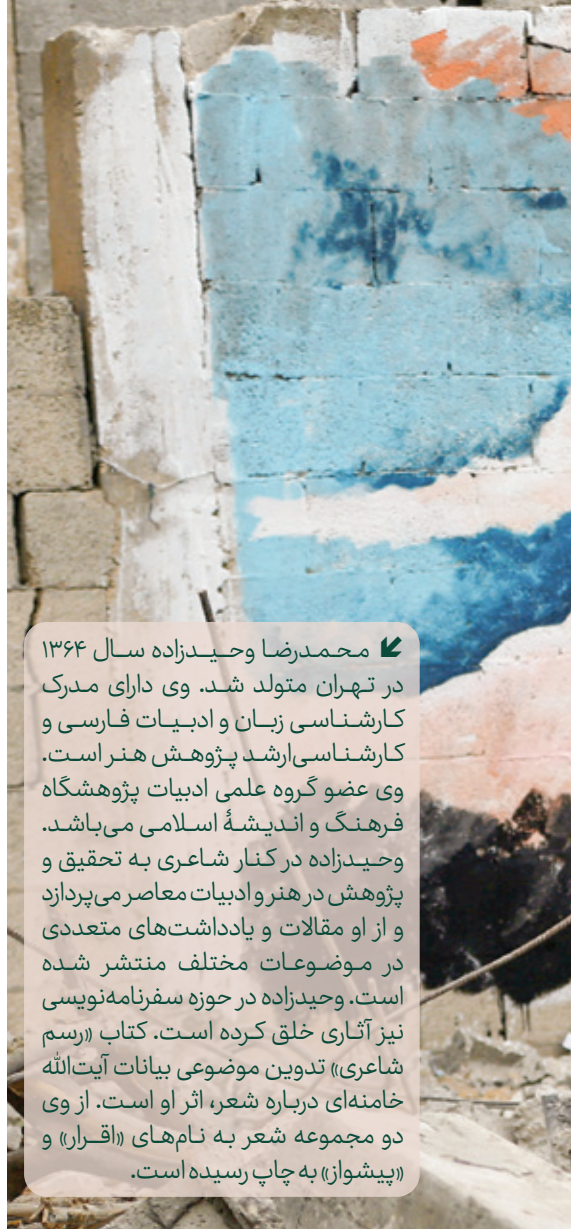 محمدرضا وحیدزاده سال ۱۳۶۴
در تهران متولد شد. وی دارای مدرک
کارشناسی زبان و ادبیات فارسی و
کارشناسی‌ارشد پژوهش هنر است.
وی عضو گروه علمی ادبیات پژوهشگاه
فرهنگ و اندیشهٔ اسلامی می‌باشد.
وحیدزاده در کنار شاعری به تحقیق و
پژوهش در هنر و ادبیات معاصر می‌پردازد
و از او مقالات و یادداشت‌های متعددی
در موضوعات مختلف منتشر شده
است. وحیدزاده در حوزه سفرنامه‌نویسی
نیز آثاری خلق کرده است. کتاب «رسم
شاعری» تدوین موضوعی بیانات آیت‌الله
خامنه‌ای درباره شعر، اثر او است. از وی
دو مجموعه شعر به نام‌های «اقرار» و
«پیشواز» به چاپ رسیده است.